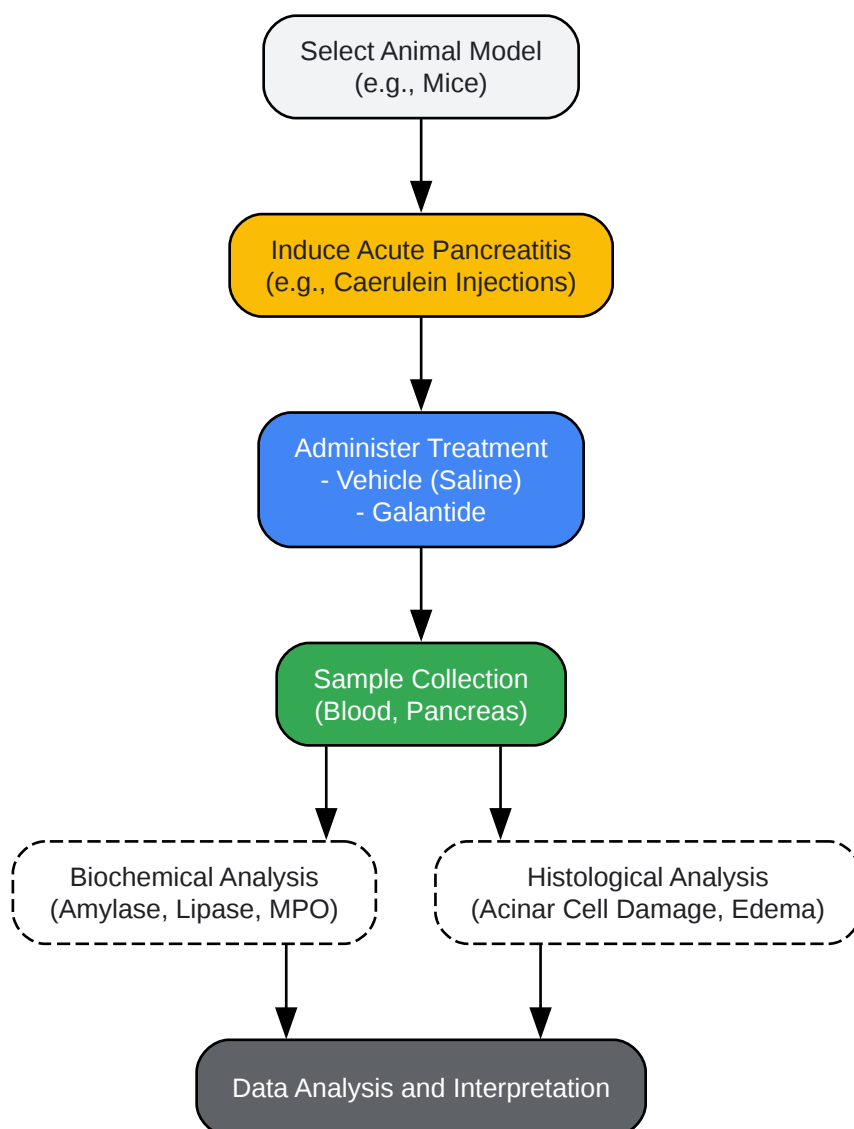 Select Animal Model
(e.g., Mice)
Induce Acute Pancreatitis
(e.g., Caerulein Injections)
Administer Treatment
- Vehicle (Saline)
- Galantide
Sample Collection
(Blood, Pancreas)
Biochemical Analysis
(Amylase, Lipase, MPO)
Histological Analysis
(Acinar Cell Damage, Edema)
Data Analysis and Interpretation